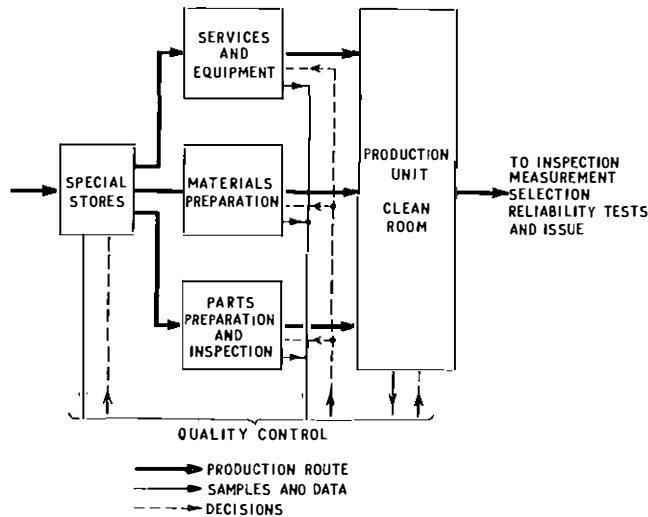 SERVICES
AND
EQUIPMENT
SPECIAL
STORES
MATERIALS
PREPARATION
PARTS
PREPARATION
AND
INSPECTION
PRODUCTION
UNIT
CLEAN
ROOM
TO INSPECTION
MEASUREMENT
SELECTION
RELIABILITY TESTS
AND ISSUE
QUALITY CONTROL
PRODUCTION ROUTE
SAMPLES AND DATA
DECISIONS